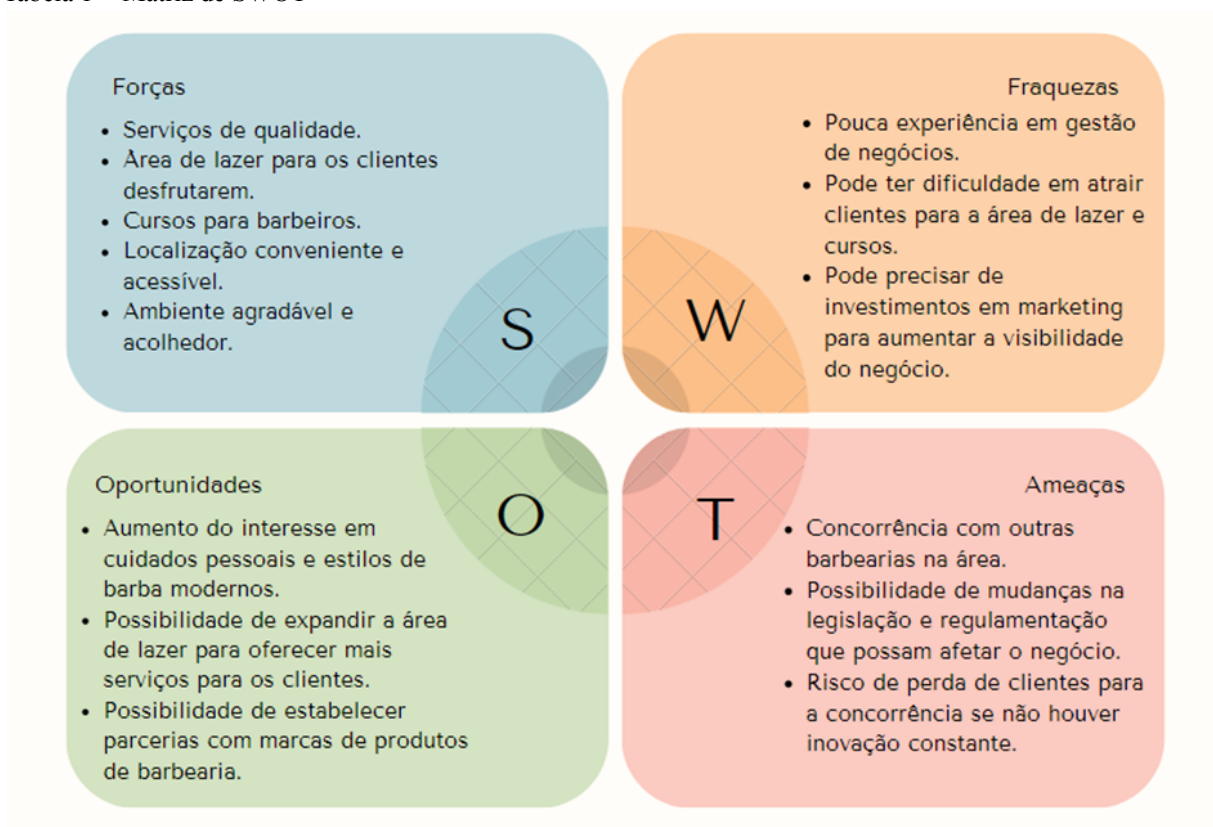 Forças
• Serviços de qualidade.
• Área de lazer para os clientes
desfrutarem.
• Cursos para barbeiros.
• Localização conveniente e
acessível.
• Ambiente agradável e
acolhedor.
S
Fraquezas
• Pouca experiência em gestão
de negócios.
• Pode ter dificuldade em atrair
clientes para a área de lazer e
cursos.
• Pode precisar de
investimentos em marketing
para aumentar a visibilidade
do negócio.
W
Oportunidades
• Aumento do interesse em
cuidados pessoais e estilos de
barba modernos.
• Possibilidade de expandir a área
de lazer para oferecer mais
serviços para os clientes.
• Possibilidade de estabelecer
parcerias com marcas de produtos
de barbearia.
O
Ameaças
• Concorrência com outras
barbearias na área.
• Possibilidade de mudanças na
legislação e regulamentação
que possam afetar o negócio.
• Risco de perda de clientes para
a concorrência se não houver
inovação constante.
T